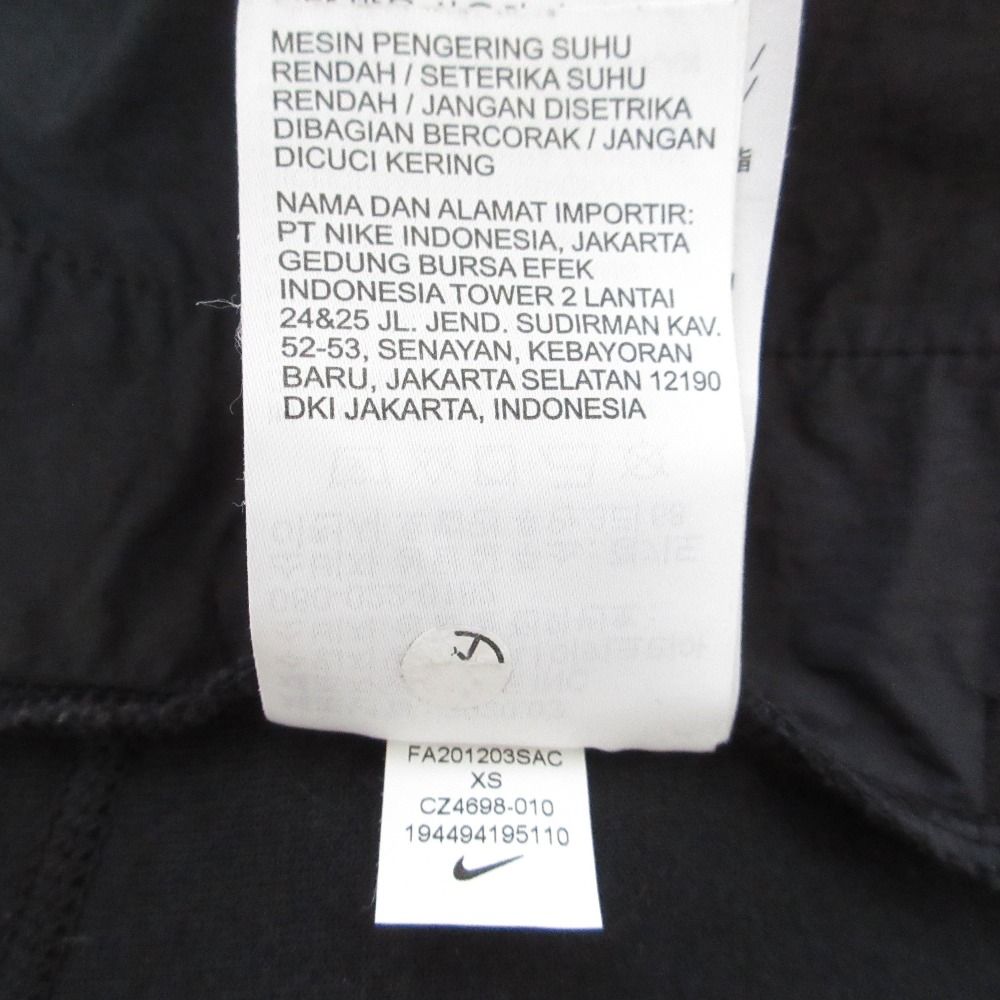 MESIN PENGERING SUHU
RENDAH / SETERIKA SUHU
RENDAH / JANGAN DISETRIKA
DIBAGIAN BERCORAK / JANGAN
DICUCI KERING
NAMA DAN ALAMAT IMPORTIR:
PT NIKE INDONESIA, JAKARTA
GEDUNG BURSA EFEK
INDONESIA TOWER 2 LANTAI
24&25 JL. JEND. SUDIRMAN KAV.
52-53, SENAYAN, KEBAYORAN
BARU, JAKARTA SELATAN 12190
DKI JAKARTA, INDONESIA
FA201203SAC
XS
CZ4698-010
194494195110